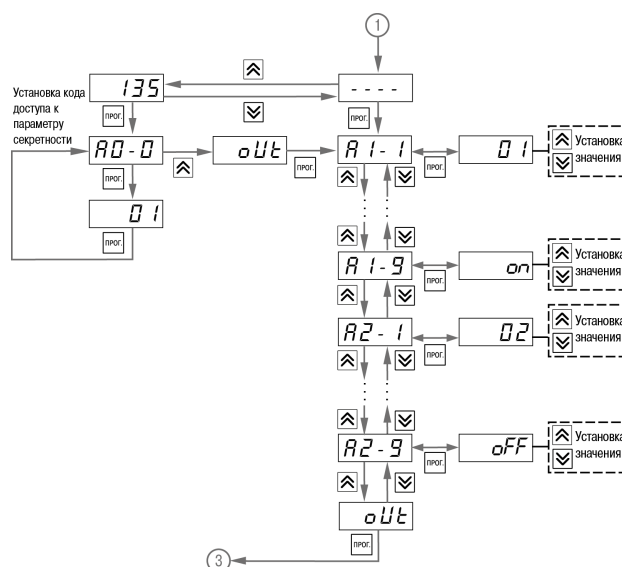 1
Установка кода
доступа к
параметру
секретности
135
- - - -
ПРОГ.
ПРОГ.
A0-0
oUt
A1-1
01
Установка
значения
ПРОГ.
ПРОГ.
ПРОГ.
01
ПРОГ.
A1-9
on
Установка
значения
ПРОГ.
A2-1
02
Установка
значения
ПРОГ.
A2-9
oFF
Установка
значения
ПРОГ.
oUt
ПРОГ.
3